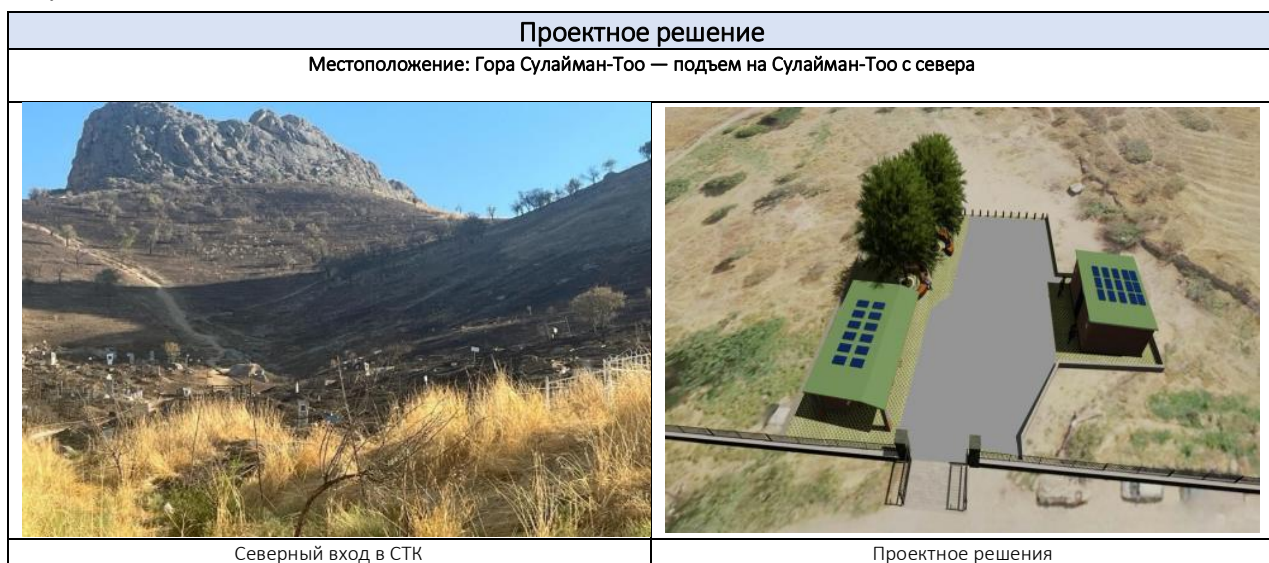 Проектное решение
Местоположение: Гора Сулайман-Тоо — подъем на Сулайман-Тоо с севера
Северный вход в СТК
Проектное решения